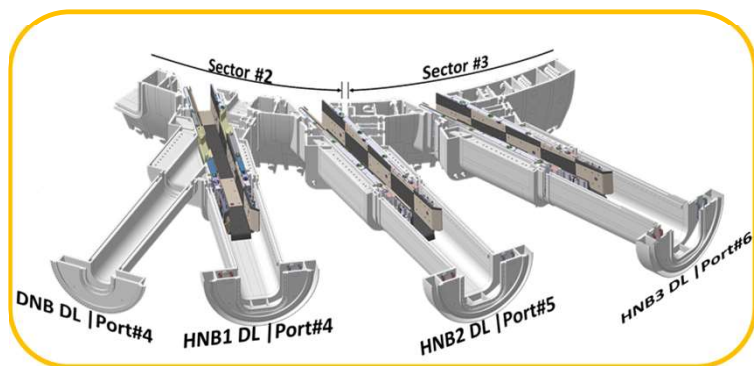 Sector #2
Sector #3
DNB DL |Port#4
HNB1 DL |Port#4
HNB2 DL |Port#5
HNB3 DL |Port#6